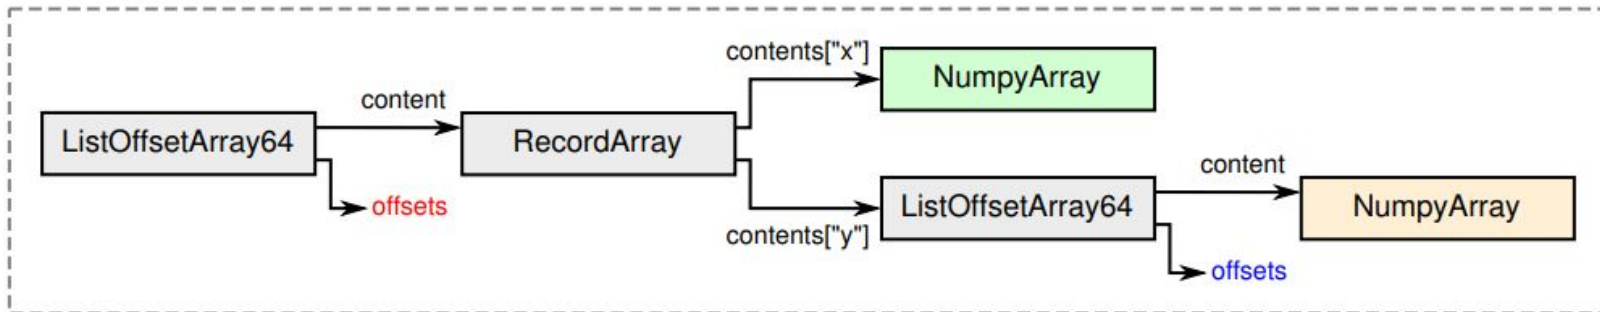 contents["x"]
NumpyArray
content
ListOffsetArray64
RecordArray
offsets
content
ListOffsetArray64
NumpyArray
contents["y"]
offsets